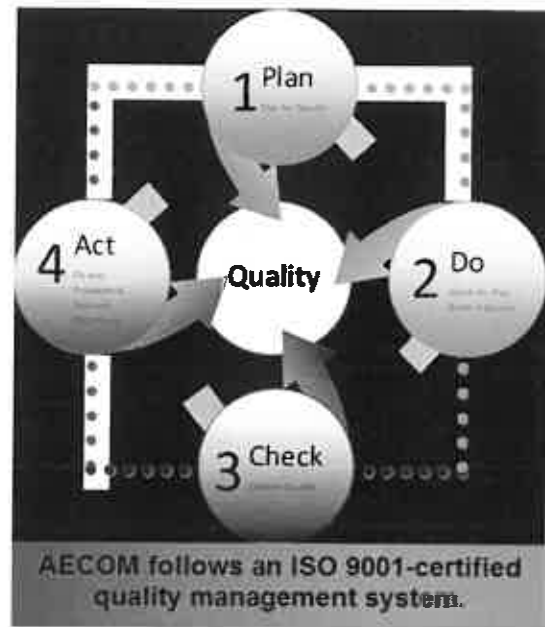 1 Plan
4 Act
Quality
2 Do
3 Check
AECOM follows an ISO 9001-certified
quality management system.